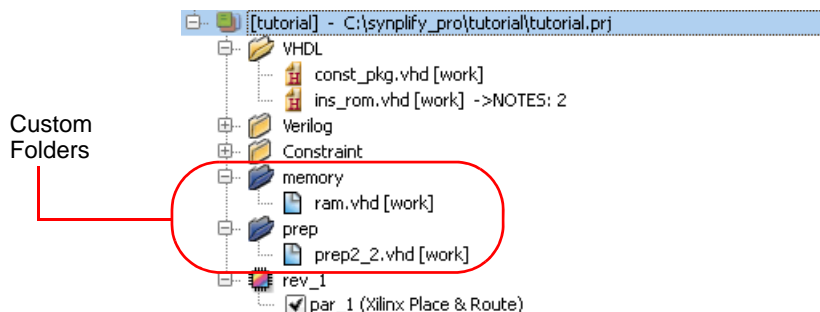 [tutorial] - C:\synplify_pro\tutorial\tutorial.prj
VHDL
const_pkg.vhd [work]
ins_rom.vhd [work] ->NOTES: 2
Verilog
Constraint
memory
ram.vhd [work]
prep
prep2_2.vhd [work]
rev_1
par_1 (Xilinx Place & Route)
Custom
Folders